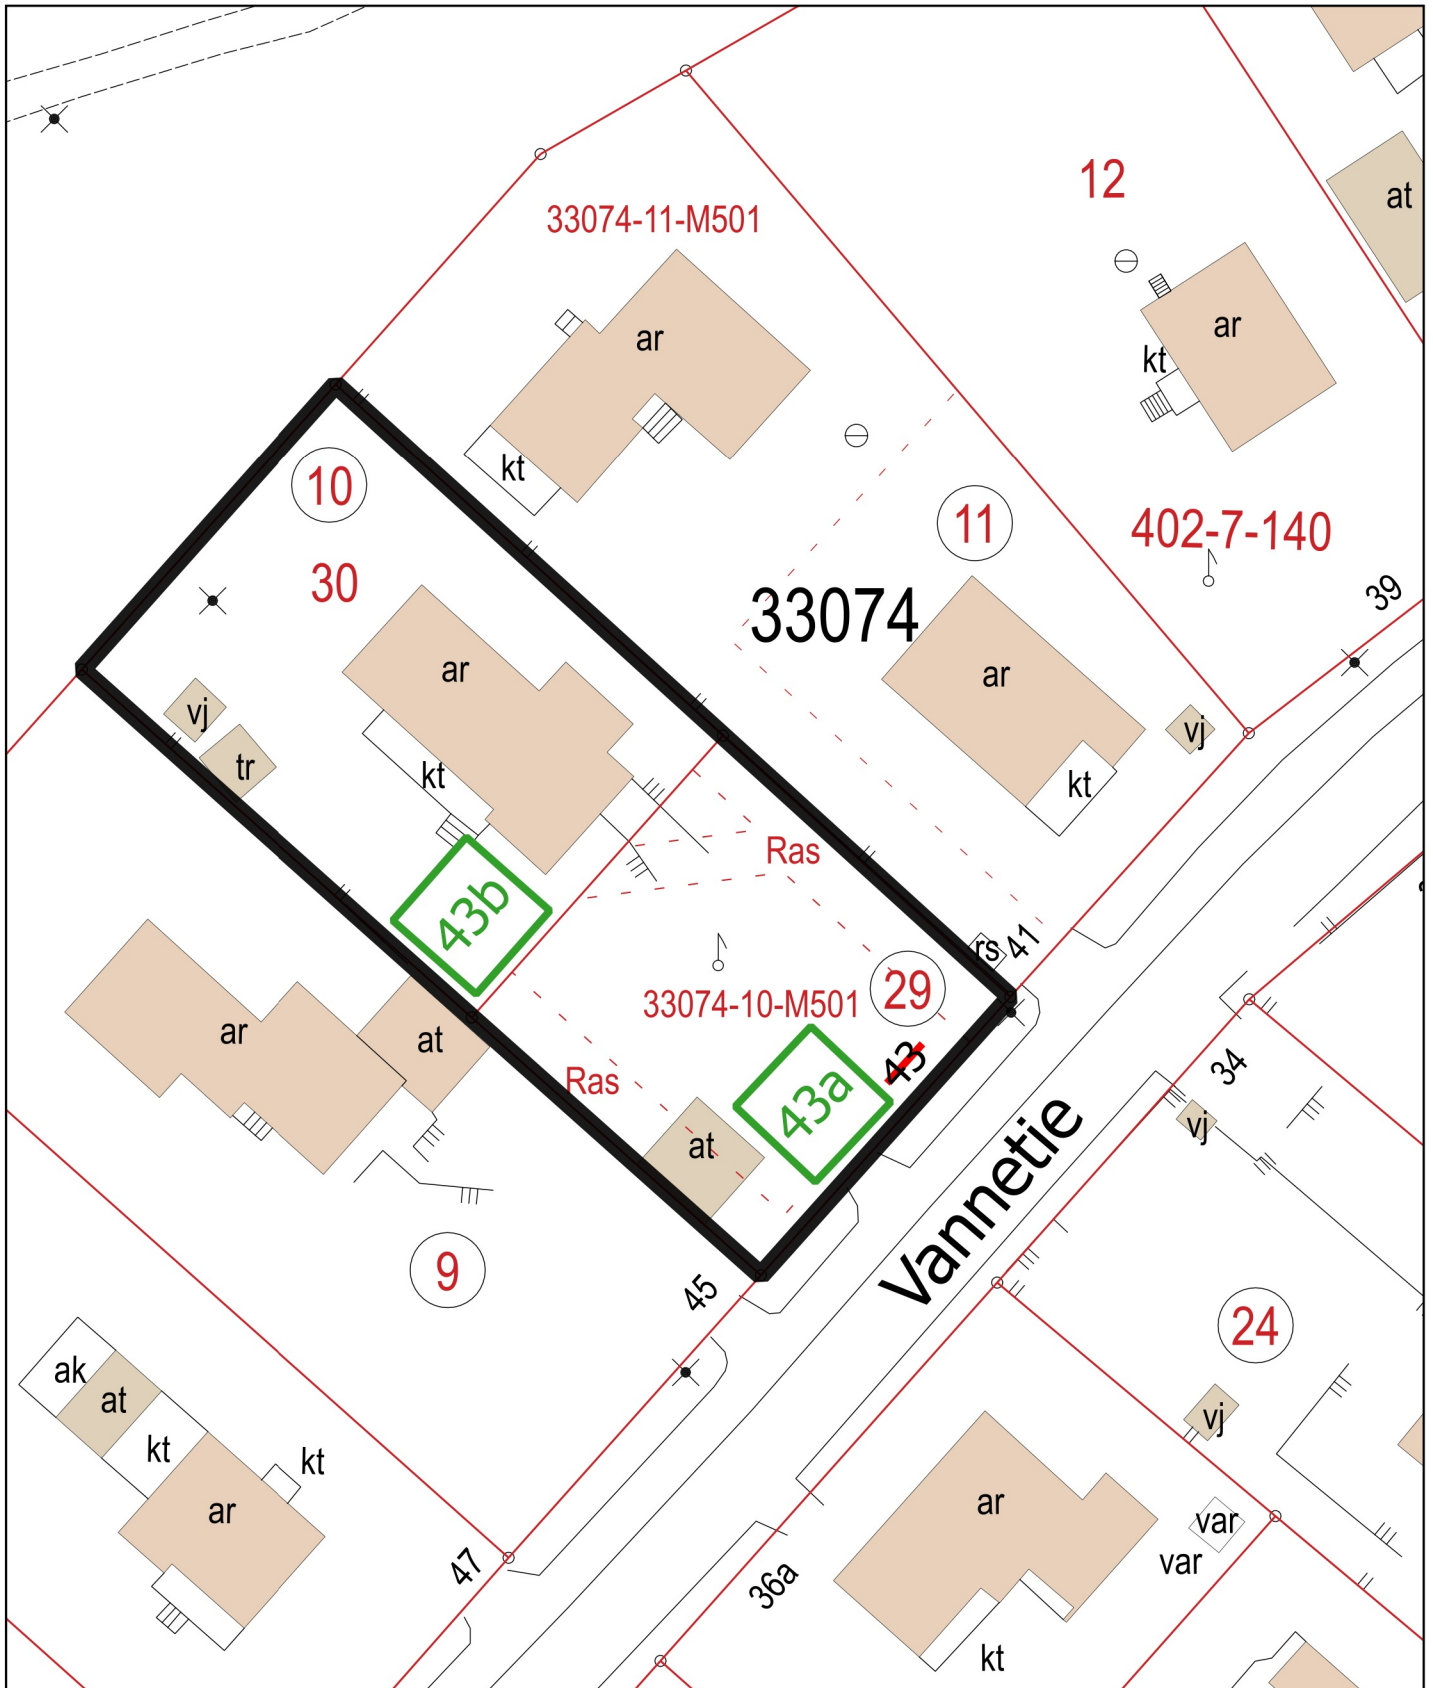 12
at
33074-11-M501
ar
ar
kt
kt
10
11
402-7-140
30
33074
39
ar
ar
vj
vj
tr
kt
kt
Ras
43b
rs
41
29
33074-10-M501
ar
at
43
34
Ras
43a
at
vj
Vannetie
9
45
24
ak
at
kt
kt
vj
ar
ar
var
var
47
36a
kt